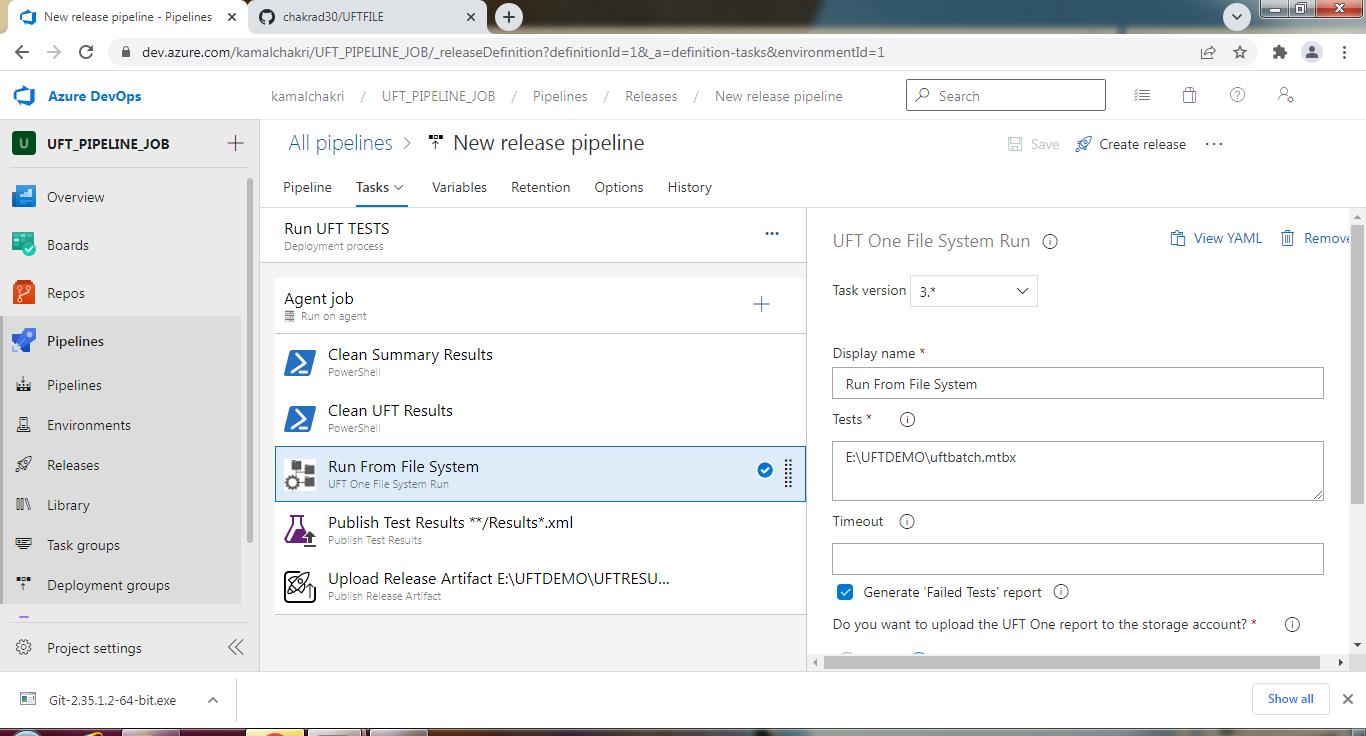 New release pipeline - Pipelines
chakrad30/UFTFILE
dev.azure.com/kamalchakri/UFT_PIPELINE_JOB/_releaseDefinition?definitionId=1&_a=definition-tasks&environmentId=1
Azure DevOps
kamalchakri / UFT_PIPELINE_JOB / Pipelines / Releases / New release pipeline
Search
U UFT_PIPELINE_JOB
Overview
Boards
Repos
Pipelines
Pipelines
Environments
Releases
Library
Task groups
Deployment groups
Project settings
All pipelines > New release pipeline
Save
Create release
Pipeline Tasks Variables Retention Options History
Run UFT TESTS
Deployment process
Agent job
Run on agent
Clean Summary Results
PowerShell
Clean UFT Results
PowerShell
Run From File System
UFT One File System Run
Publish Test Results **/Results*.xml
Publish Test Results
Upload Release Artifact E:\UFTDEMO\UFTRESU...
Publish Release Artifact
UFT One File System Run
View YAML
Remove
Task version 3.*
Display name *
Run From File System
Tests *
E:\UFTDEMO\uftbatch.mtbx
Timeout
Generate 'Failed Tests' report
Do you want to upload the UFT One report to the storage account? *
Git-2.35.1.2-64-bit.exe
Show all